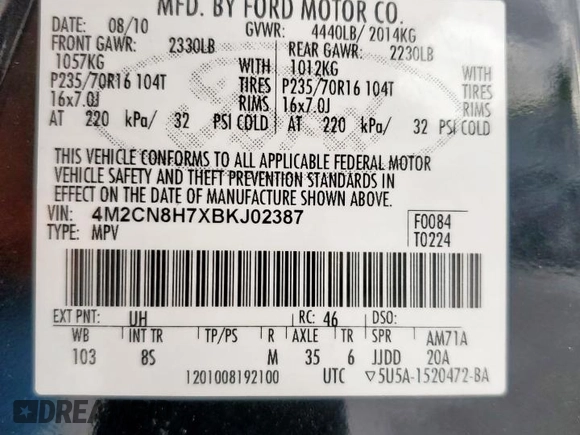 MFD. BY FORD MOTOR CO.
DATE: 08/10 GVWR: 4440LB/ 2014KG
FRONT GAWR: 2330LB REAR GAWR: 2230LB
1057KG 1012KG
P235/70R16 104T TIRES P235/70R16 104T TIRES
16x7.0J RIMS 16x7.0J RIMS
AT 220 kPa/ 32 PSI COLD AT 220 kPa/ 32 PSI COLD
THIS VEHICLE CONFORMS TO ALL APPLICABLE FEDERAL MOTOR
VEHICLE SAFETY AND THEFT PREVENTION STANDARDS IN
EFFECT ON THE DATE OF MANUFACTURE SHOWN ABOVE.
VIN: 4M2CN8H7XBKJ02387 F0084
TYPE: MPV T0224
EXT PNT: UH RC: 46 DSO:
WB INT TR TP/PS R AXLE TR SPR AM71A
103 8S M 35 6 JJDD 20A
1201008192100 UTC ▽5U5A-1520472-BA